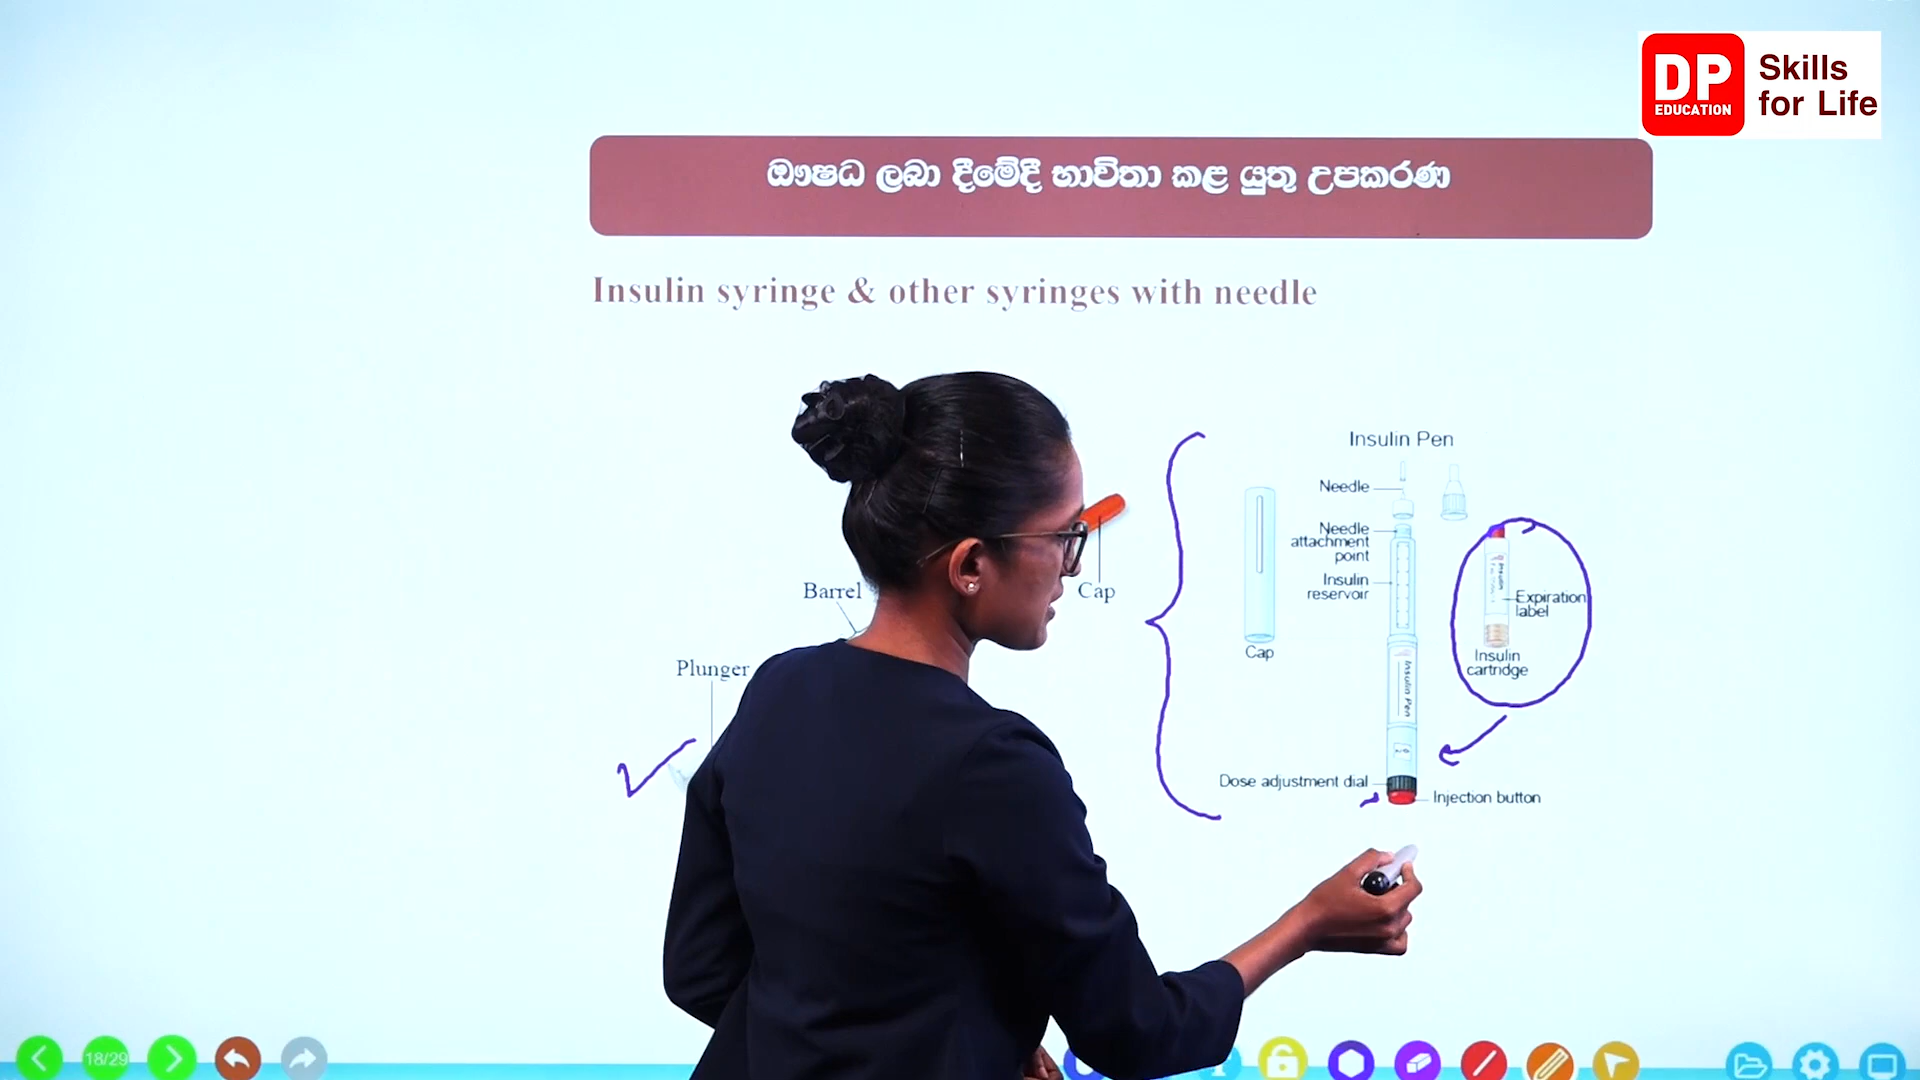 DP
EDUCATION
Skills
for Life
ඖෂධ ලබා දීමේදී භාවිතා කළ යුතු උපකරණ
Insulin syringe & other syringes with needle
Insulin Pen
Needle
Needle
attachment
point
Insulin
reservoir
Cap
Barrel
Cap
Plunger
Expiration
label
Insulin
cartridge
Insulin Pen
Dose adjustment dial
Injection button
18/29